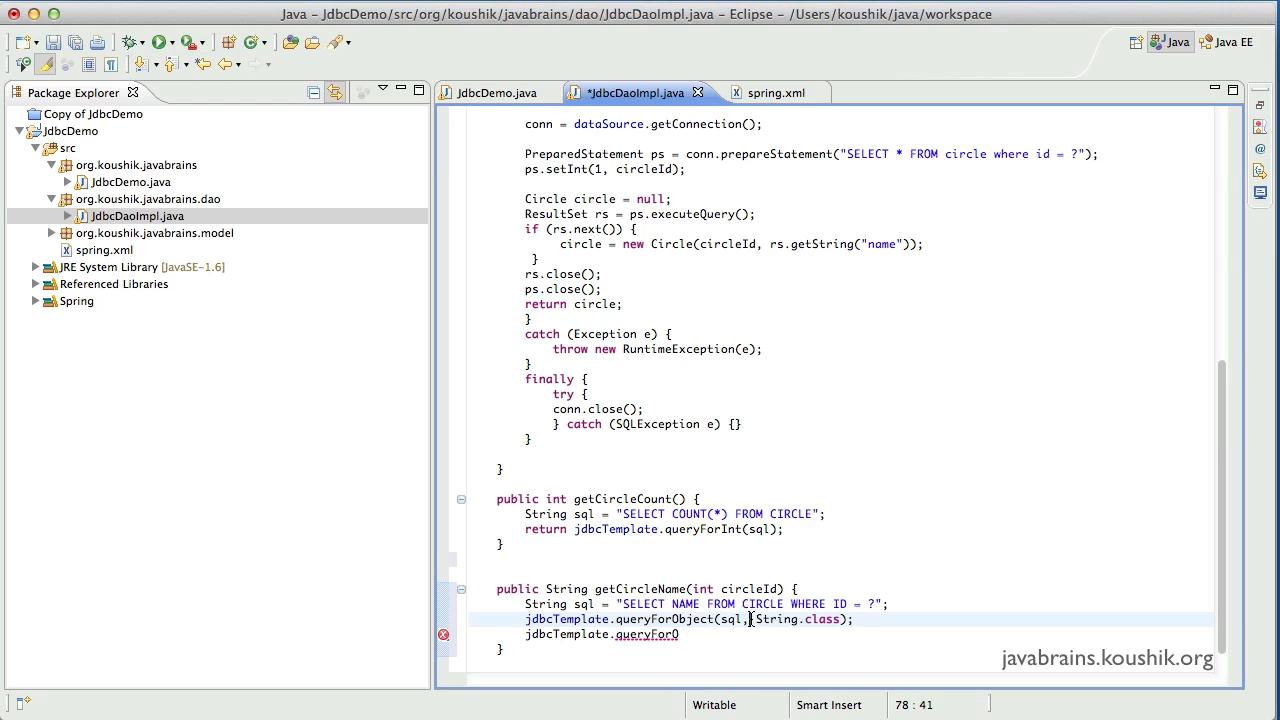 Java – JdbcDemo/src/org/koushik/javabrains/dao/JdbcDaoImpl.java – Eclipse – /Users/koushik/java/workspace
Java
Java EE
Package Explorer
JdbcDemo.java
*JdbcDaoImpl.java
spring.xml
Copy of JdbcDemo
JdbcDemo
src
org.koushik.javabrains
JdbcDemo.java
org.koushik.javabrains.dao
JdbcDaoImpl.java
org.koushik.javabrains.model
spring.xml
JRE System Library [JavaSE-1.6]
Referenced Libraries
Spring
conn = dataSource.getConnection();
PreparedStatement ps = conn.prepareStatement("SELECT * FROM circle where id = ?");
ps.setInt(1, circleId);
Circle circle = null;
ResultSet rs = ps.executeQuery();
if (rs.next()) {
circle = new Circle(circleId, rs.getString("name"));
}
rs.close();
ps.close();
return circle;
}
catch (Exception e) {
throw new RuntimeException(e);
}
finally {
try {
conn.close();
} catch (SQLException e) {}
}
}
public int getCircleCount() {
String sql = "SELECT COUNT(*) FROM CIRCLE";
return jdbcTemplate.queryForInt(sql);
}
public String getCircleName(int circleId) {
String sql = "SELECT NAME FROM CIRCLE WHERE ID = ?";
jdbcTemplate.queryForObject(sql, String.class);
jdbcTemplate.queryForO
}
javabrains.koushik.org
Writable
Smart Insert
78 : 41